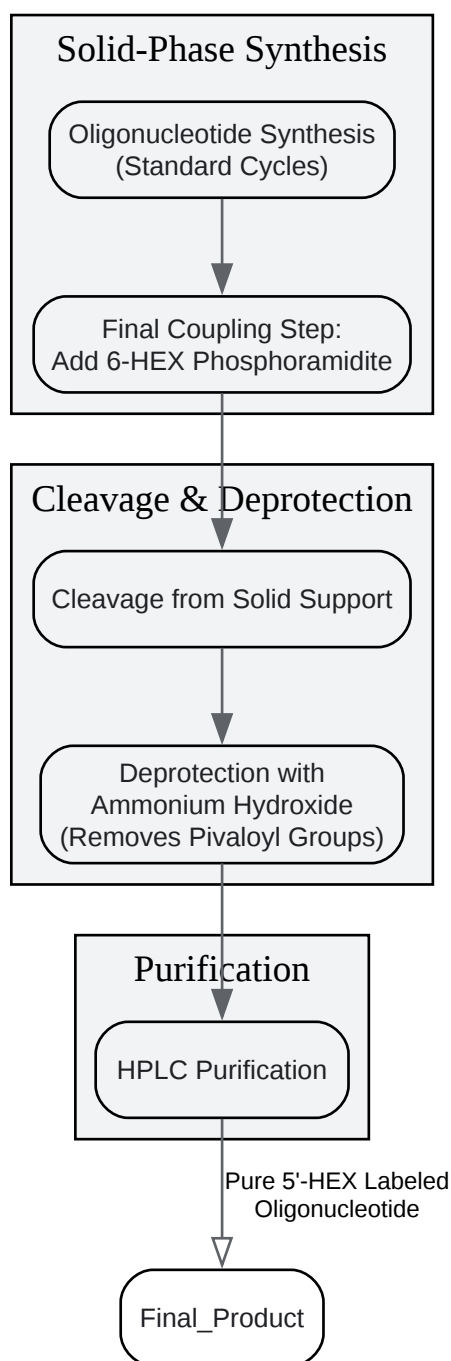 Solid-Phase Synthesis
Oligonucleotide Synthesis
(Standard Cycles)
Final Coupling Step:
Add 6-HEX Phosphoramidite
Cleavage & Deprotection
Cleavage from Solid Support
Deprotection with
Ammonium Hydroxide
(Removes Pivaloyl Groups)
Purification
HPLC Purification
Pure 5'-HEX Labeled
Oligonucleotide
Final_Product